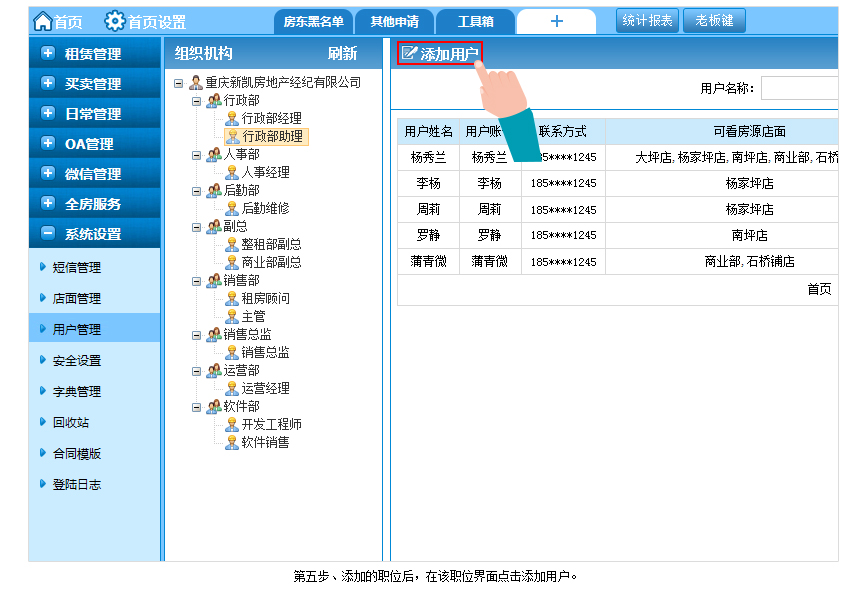 首页
首页设置
房东黑名单
其他申请
工具箱
+
统计报表
老板键
租赁管理
买卖管理
日常管理
OA管理
微信管理
全房服务
系统设置
短信管理
店面管理
用户管理
安全设置
字典管理
回收站
合同模版
登陆日志
组织机构 刷新
重庆新凯房地产经纪有限公司
行政部
行政部经理
行政部助理
人事部
人事经理
后勤部
后勤维修
副总
整租部副总
商业部副总
销售部
租房顾问
主管
销售总监
销售总监
运营部
运营经理
软件部
开发工程师
软件销售
添加用户
用户名称:
用户姓名 用户账 联系方式 可看房源店面
杨秀兰 杨秀兰 85****1245 大坪店,杨家坪店,南坪店,商业部,石桥
李杨 李杨 185****1245 杨家坪店
周莉 周莉 185****1245 杨家坪店
罗静 罗静 185****1245 南坪店
蒲青微 蒲青微 185****1245 商业部,石桥铺店
首页
第五步、添加的职位后，在该职位界面点击添加用户。